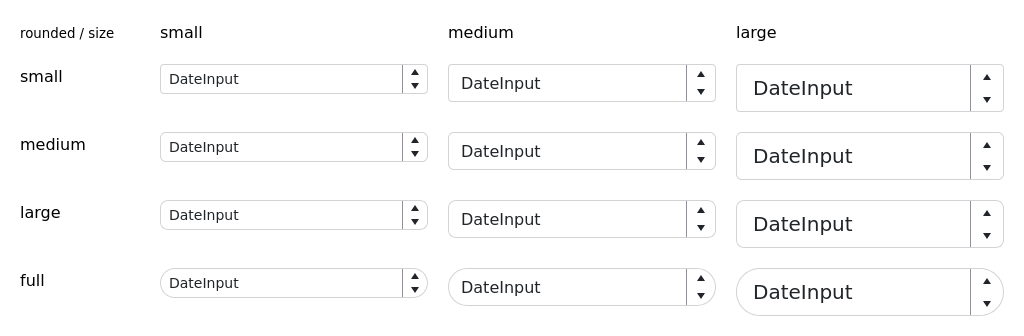 rounded / size small medium large
small DateInput DateInput DateInput
medium DateInput DateInput DateInput
large DateInput DateInput DateInput
full DateInput DateInput DateInput